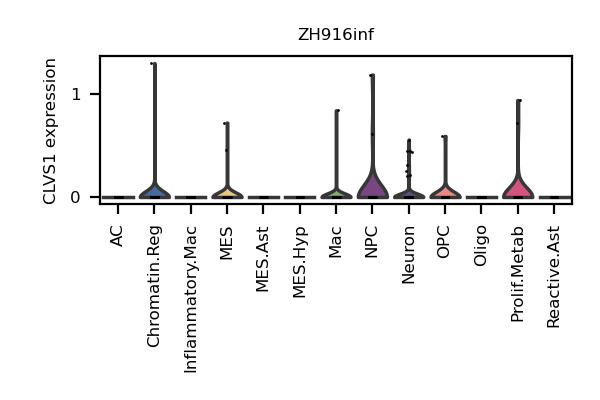 ZH916inf
CLVS1 expression
1
0
AC
Chromatin.Reg
Inflammatory.Mac
MES
MES.Ast
MES.Hyp
Mac
NPC
Neuron
OPC
Oligo
Prolif.Metab
Reactive.Ast